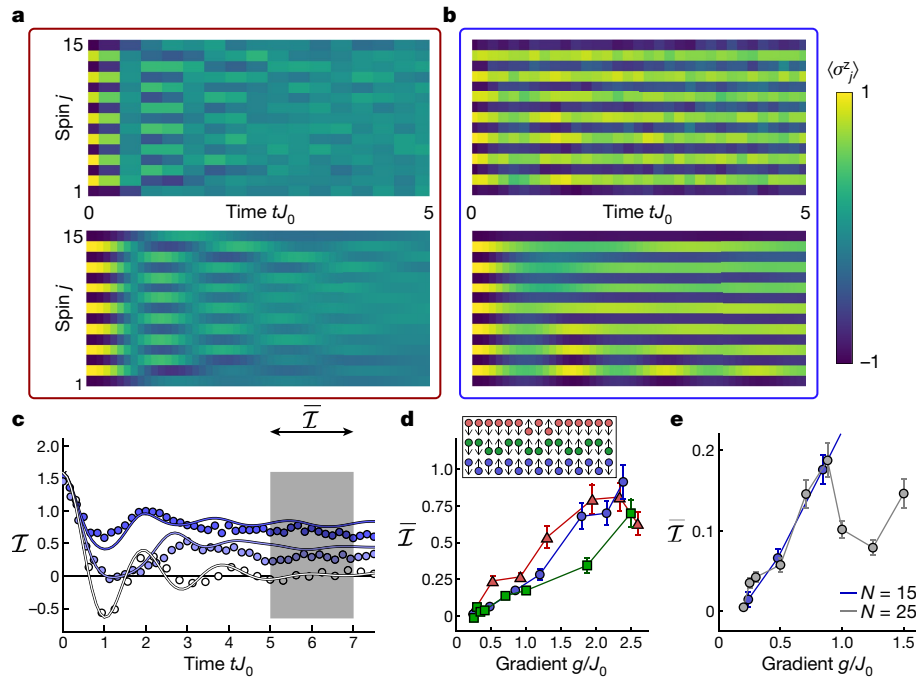 a
b
15
Spin j
1
0
Time tJ0
5
0
Time tJ0
5
⟨σjz⟩
1
−1
15
Spin j
1
c
I
d
e
2.0
1.5
1.0
0.5
0
−0.5
I
0
1
2
3
4
5
6
7
Time tJ0
1.0
0.75
0.50
0.25
0
I
0
0.5
1.0
1.5
2.0
2.5
Gradient g/J0
0.2
0.1
0
I
0
0.5
1.0
1.5
Gradient g/J0
N = 15
N = 25